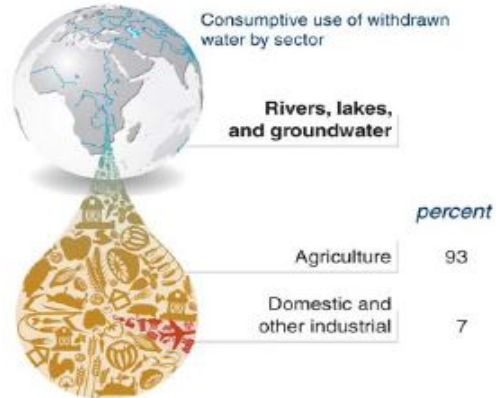 Consumptive use of withdrawn
water by sector
Rivers, lakes,
and groundwater
percent
Agriculture 93
Domestic and
other industrial 7